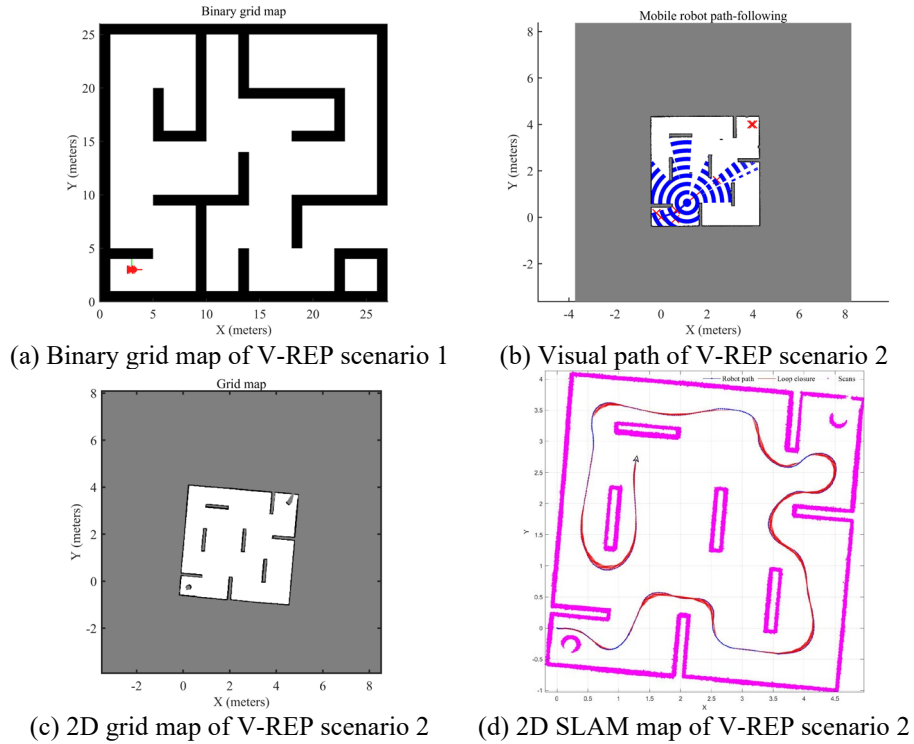 Binary grid map
25
20
15
10
5
0
Y (meters)
0 5 10 15 20 25
X (meters)
(a) Binary grid map of V-REP scenario 1
Mobile robot path-following
8
6
4
2
0
-2
Y (meters)
-4 -2 0 2 4 6 8
X (meters)
(b) Visual path of V-REP scenario 2
Grid map
8
6
4
2
0
-2
Y (meters)
0 2 4 6 8
X (meters)
(c) 2D grid map of V-REP scenario 2
Robot path Loop closure Scans
4
3.5
3
2.5
2
1.5
1
0.5
0
-0.5
-1
Y
0 0.5 1 1.5 2 2.5 3 3.5 4 4.5
X
(d) 2D SLAM map of V-REP scenario 2